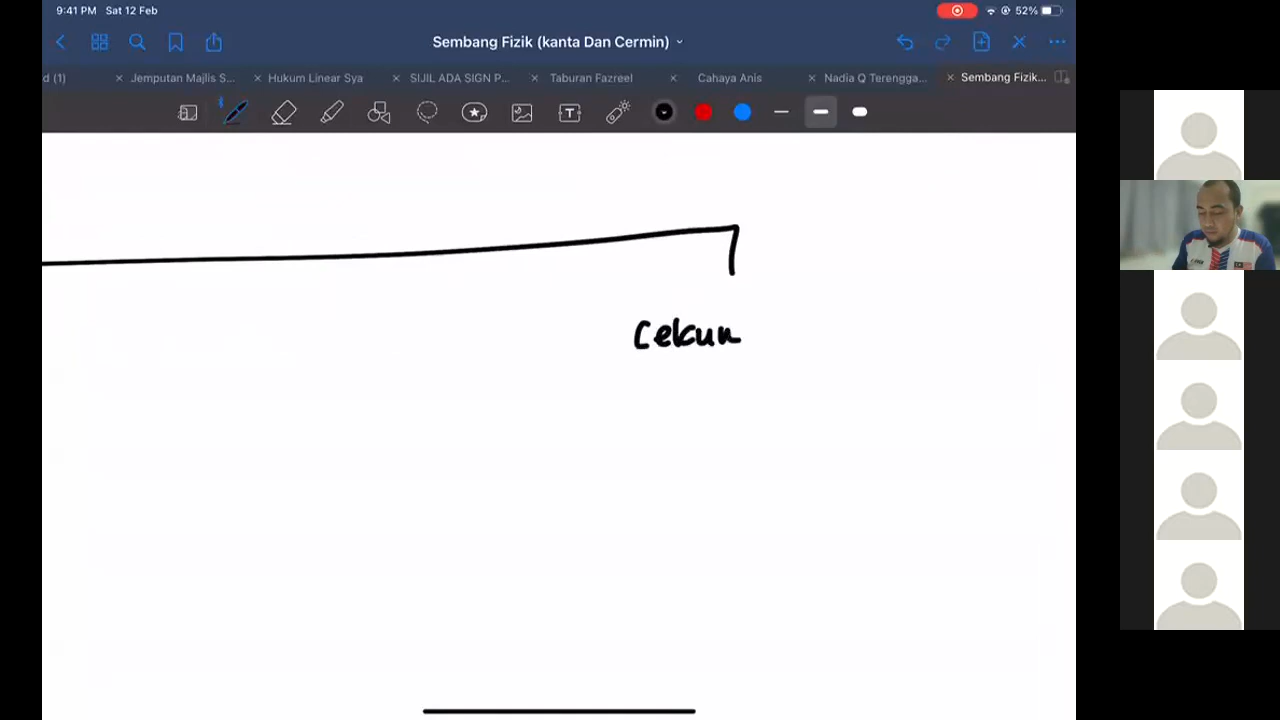 9:41 PM Sat 12 Feb
52%
Sembang Fizik (kanta Dan Cermin)
d (1)
Jemputan Majlis S...
Hukum Linear Sya
SIJIL ADA SIGN P...
Taburan Fazreel
Cahaya Anis
Nadia Q Terengga...
Sembang Fizik...
T
Cekun